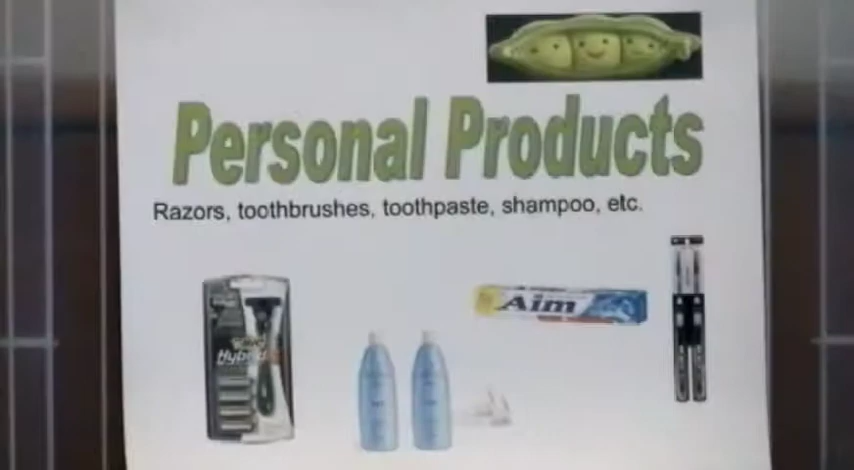 Personal Products
Razors, toothbrushes, toothpaste, shampoo, etc.
Aim
Hybrid